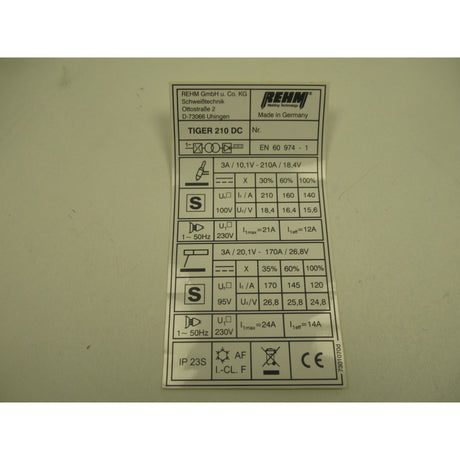 REHM GmbH u. Co. KG
Schweißtechnik
Ottostraße 2
D-73066 Uhingen
REHM
Welding Technology
Made in Germany
TIGER 210 DC
Nr.
EN 60 974 - 1
3A / 10,1V - 210A / 18,4V
X 30% 60% 100%
S U₀ 100V I₂ / A 210 160 140
U₂ / V 18,4 16,4 15,6
1~ 50Hz U₁ 230V I1max=21A I1eff=12A
3A / 20,1V - 170A / 26,8V
X 35% 60% 100%
S U₀ 95V I₂ / A 170 145 120
U₂ / V 26,8 25,8 24,8
1~ 50Hz U₁ 230V I1max=24A I1eff=14A
IP 23S
AF
I.-CL. F
CE